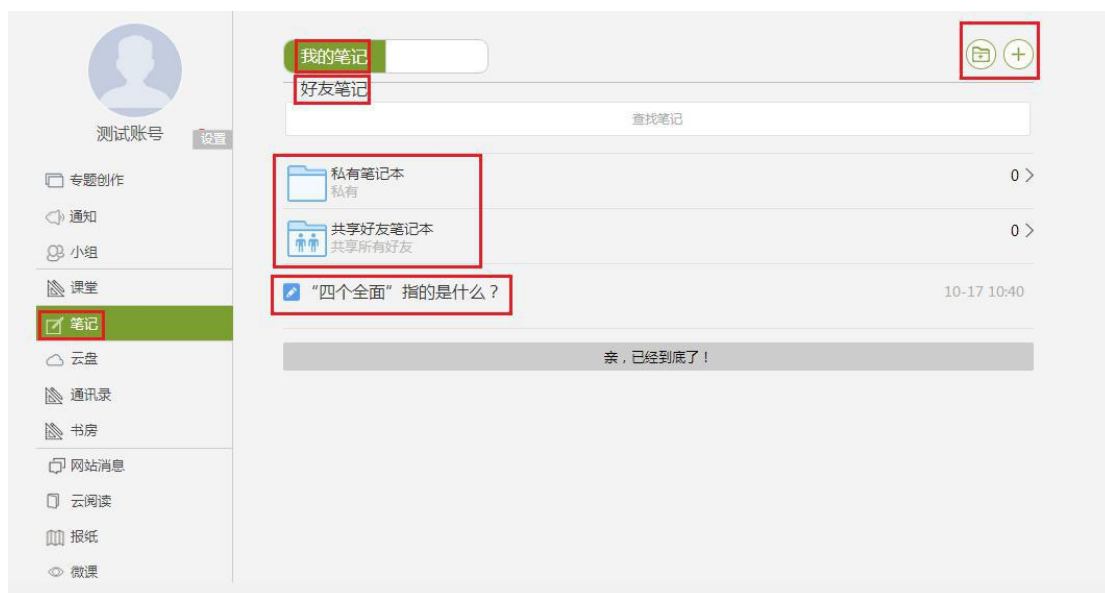 测试账号
设置
专题创作
通知
小组
课堂
笔记
云盘
通讯录
书房
网站消息
云阅读
报纸
微课
我的笔记
好友笔记
查找笔记
私有笔记本 0
私有
共享好友笔记本 0
共享所有好友
“四个全面”指的是什么? 10-17 10:40
亲,已经到底了!